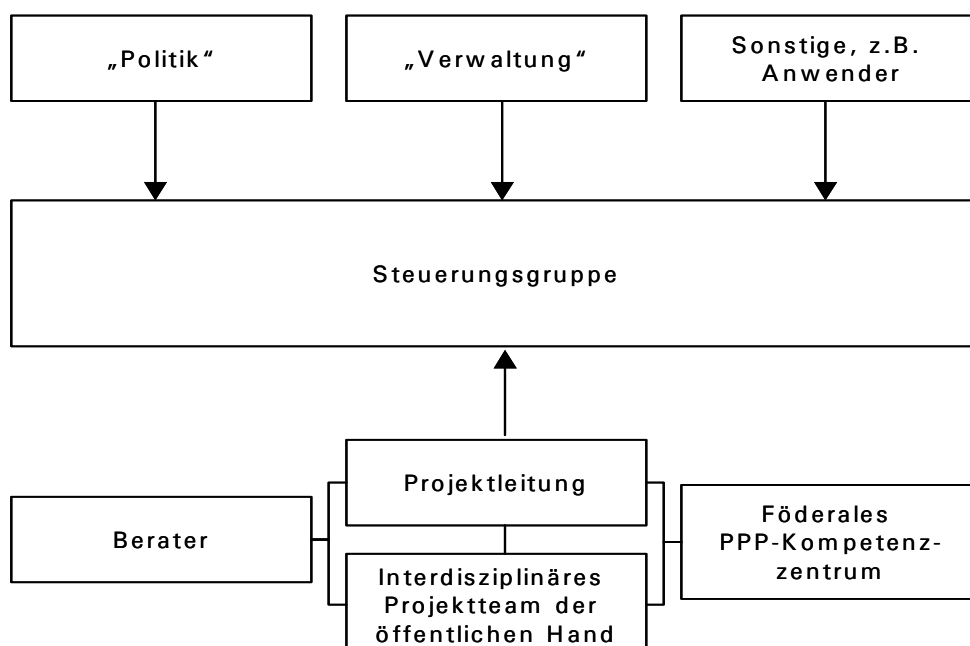 „Politik“
„Verwaltung“
Sonstige, z.B.
Anwender
Steuerungsgruppe
Projektleitung
Berater
Föderales
PPP-Kompetenz-
zentrum
Interdisziplinäres
Projektteam der
öffentlichen Hand